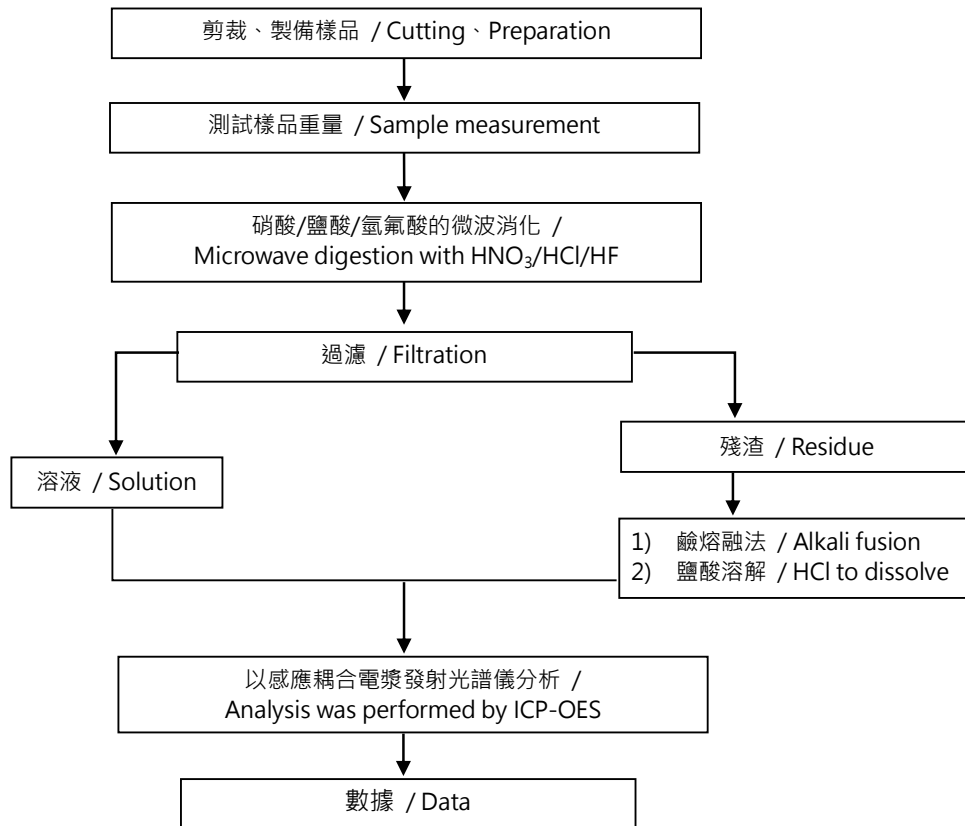 剪裁、製備樣品 / Cutting、Preparation
測試樣品重量 / Sample measurement
硝酸/鹽酸/氫氟酸的微波消化 /
Microwave digestion with HNO₃/HCl/HF
過濾 / Filtration
溶液 / Solution
殘渣 / Residue
1) 鹼熔融法 / Alkali fusion
2) 鹽酸溶解 / HCl to dissolve
以感應耦合電漿發射光譜儀分析 /
Analysis was performed by ICP-OES
數據 / Data